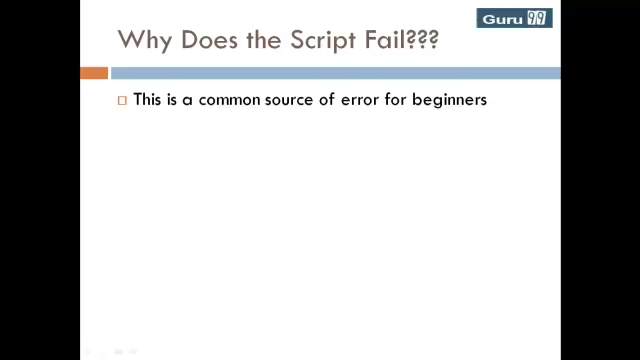 Guru 99
Why Does the Script Fail???
This is a common source of error for beginners